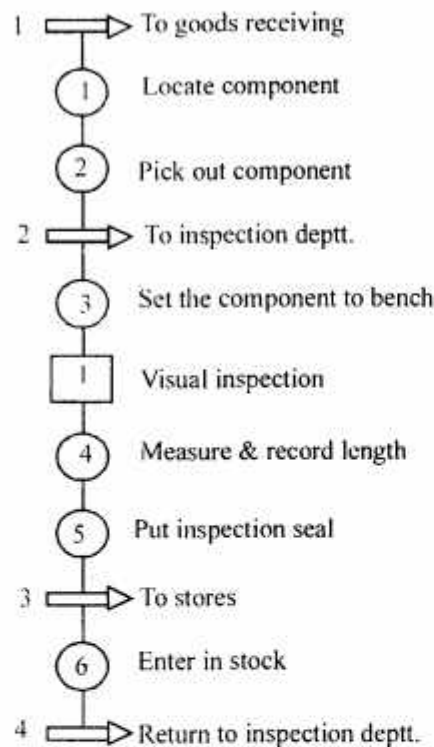 1 To goods receiving
1 Locate component
2 Pick out component
2 To inspection deptt.
3 Set the component to bench
1 Visual inspection
4 Measure & record length
5 Put inspection seal
3 To stores
6 Enter in stock
4 Return to inspection deptt.